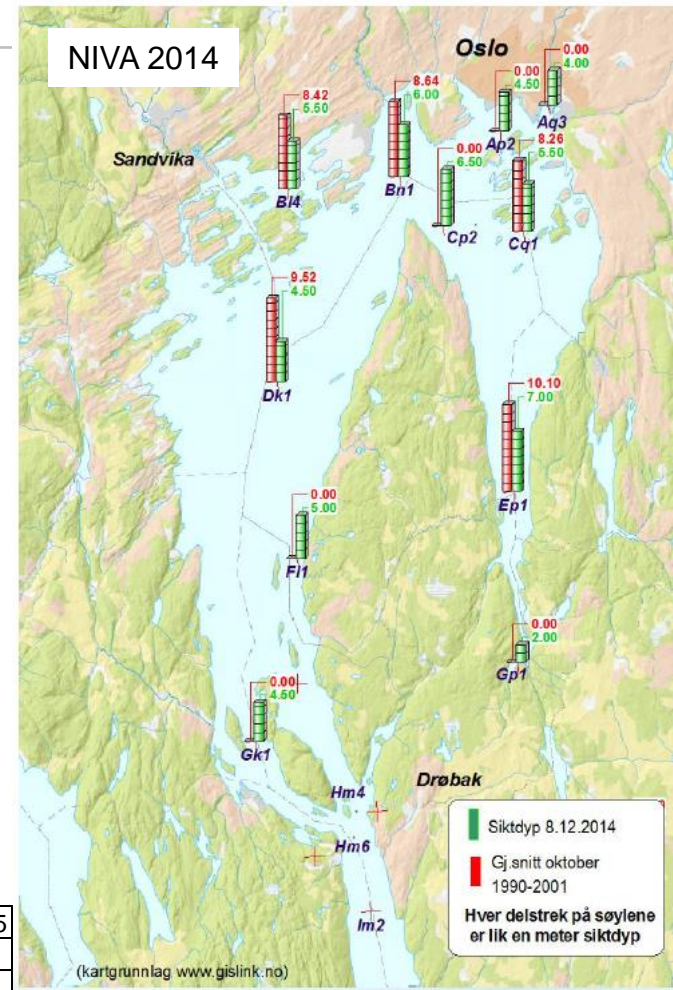 NIVA 2014
Oslo
0.00
4.00
Aq3
0.00
4.50
Ap2
8.64
6.00
Bn1
8.42
5.50
Bl4
Sandvika
0.00
6.50
Cp2
8.26
5.50
Cq1
9.52
4.50
Dk1
10.10
7.00
Ep1
0.00
5.00
Fl1
0.00
2.00
Gp1
0.00
4.50
Gk1
Drøbak
Hm4
Hm6
Im2
Siktdyp 8.12.2014
Gj.snitt oktober
1990-2001
Hver delstrek på søylene
er lik en meter siktdyp
5
(kartgrunnlag www.gislink.no)